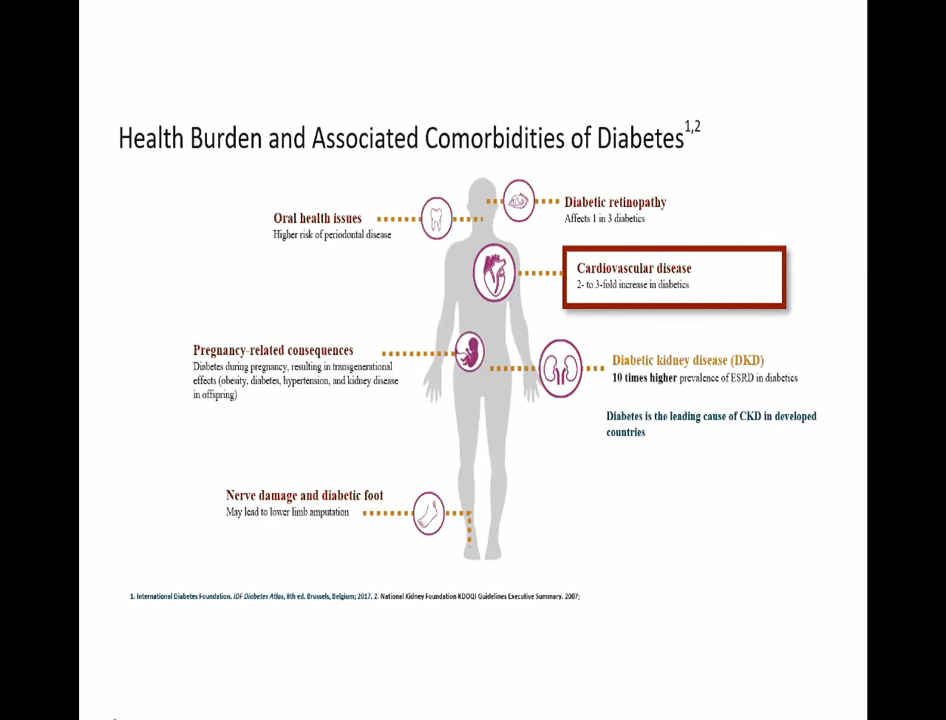 Health Burden and Associated Comorbidities of Diabetes1,2
Oral health issues
Higher risk of periodontal disease
Diabetic retinopathy
Affects 1 in 3 diabetics
Cardiovascular disease
2- to 3-fold increase in diabetics
Pregnancy-related consequences
Diabetes during pregnancy, resulting in transgenerational
effects (obesity, diabetes, hypertension, and kidney disease
in offspring)
Diabetic kidney disease (DKD)
10 times higher prevalence of ESRD in diabetics
Diabetes is the leading cause of CKD in developed
countries
Nerve damage and diabetic foot
May lead to lower limb amputation
1. International Diabetes Foundation. IDF Diabetes Atlas, 8th ed. Brussels, Belgium; 2017. 2. National Kidney Foundation KDOQI Guidelines Executive Summary. 2007;